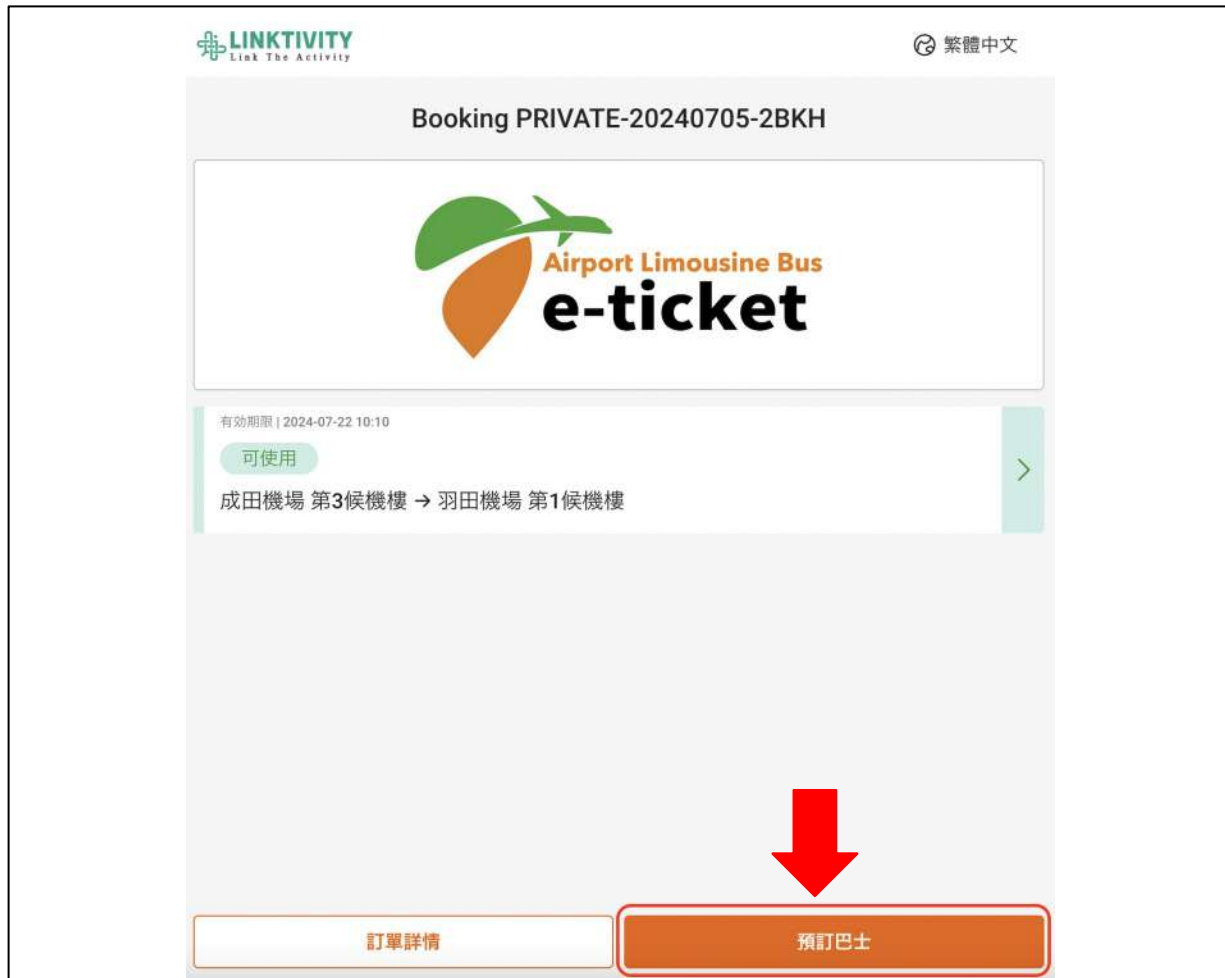 LINKTIVITY
Link The Activity
繁體中文
Booking PRIVATE-20240705-2BKH
Airport Limousine Bus
e-ticket
有効期限 | 2024-07-22 10:10
可使用
成田機場 第3候機樓 → 羽田機場 第1候機樓
訂單詳情
預訂巴士